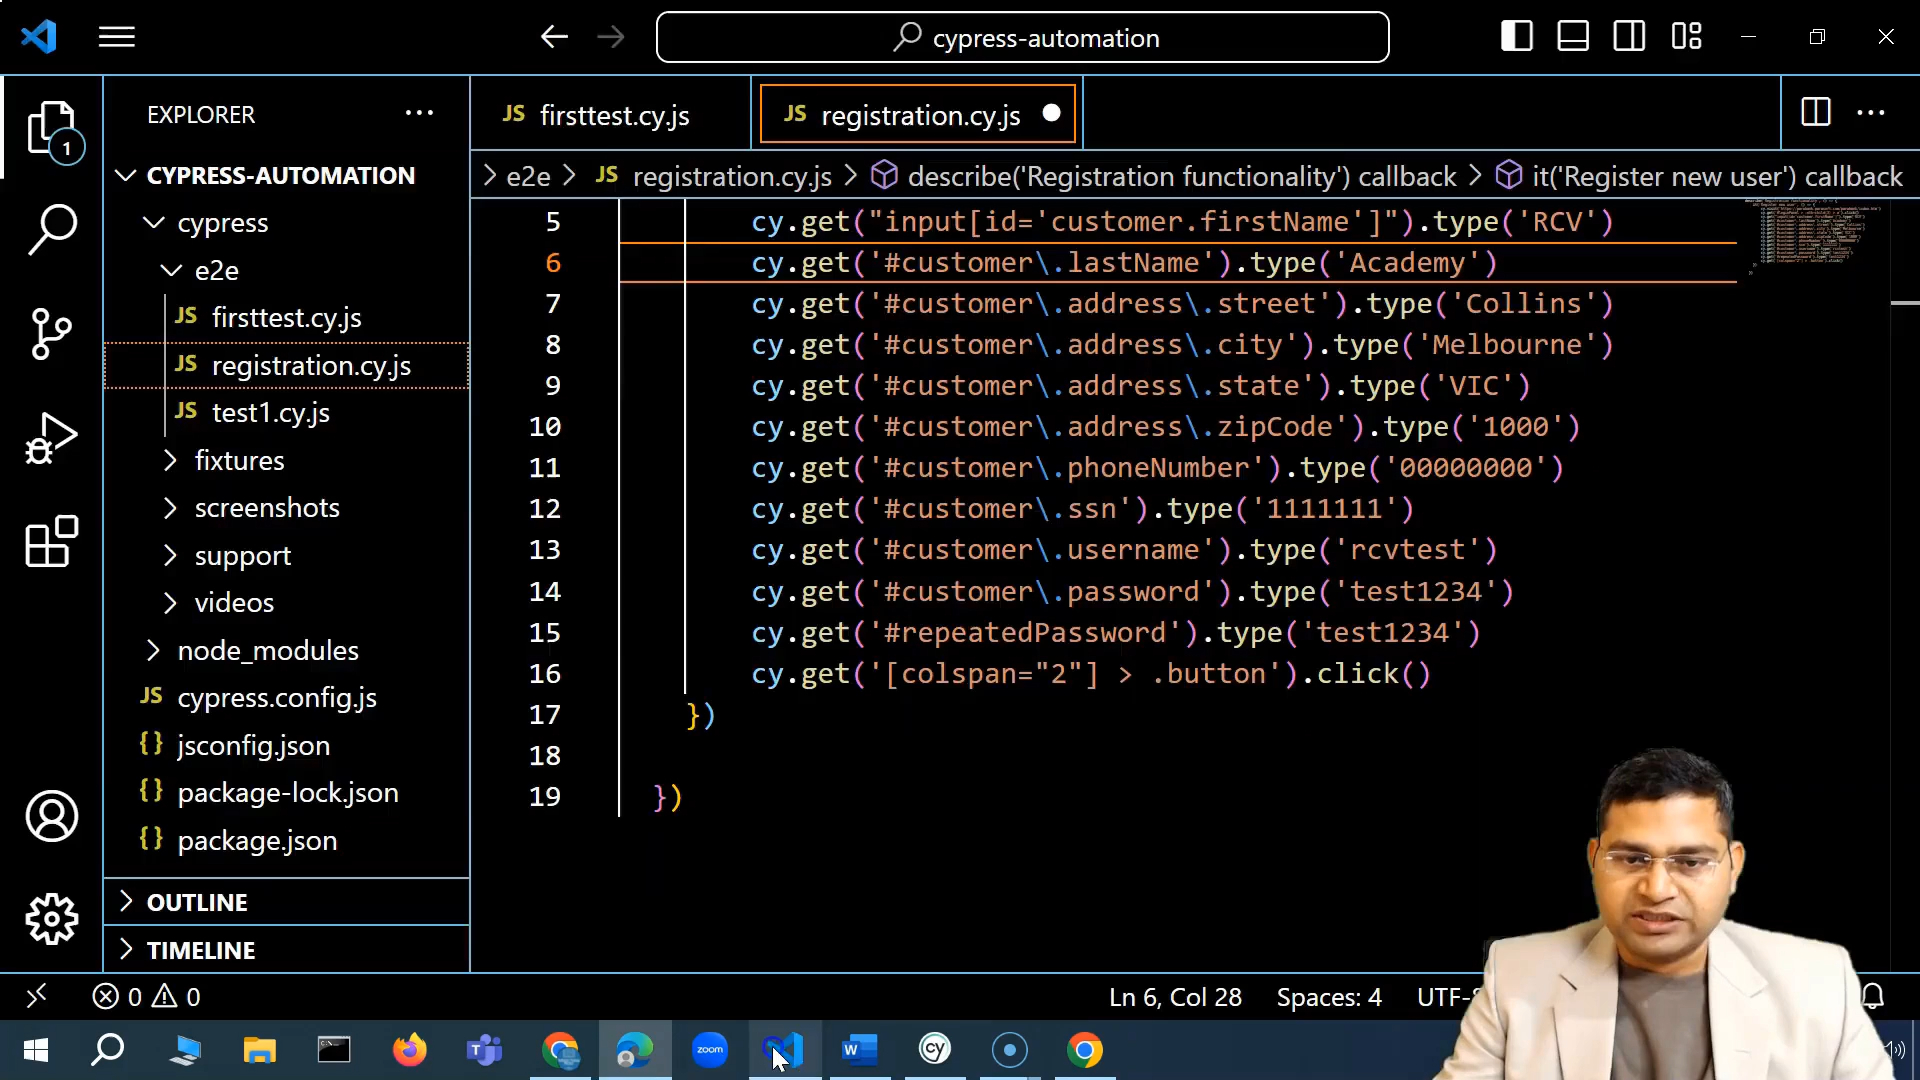 cypress-automation
EXPLORER
CYPRESS-AUTOMATION
cypress
e2e
JS firsttest.cy.js
JS registration.cy.js
JS test1.cy.js
fixtures
screenshots
support
videos
node_modules
JS cypress.config.js
{} jsconfig.json
{} package-lock.json
{} package.json
OUTLINE
TIMELINE
1
JS firsttest.cy.js
JS registration.cy.js
> e2e > JS registration.cy.js > describe('Registration functionality') callback > it('Register new user') callback
5 cy.get("input[id='customer.firstName']").type('RCV')
6 cy.get('#customer\.lastName').type('Academy')
7 cy.get('#customer\.address\.street').type('Collins')
8 cy.get('#customer\.address\.city').type('Melbourne')
9 cy.get('#customer\.address\.state').type('VIC')
10 cy.get('#customer\.address\.zipCode').type('1000')
11 cy.get('#customer\.phoneNumber').type('00000000')
12 cy.get('#customer\.ssn').type('1111111')
13 cy.get('#customer\.username').type('rcvtest')
14 cy.get('#customer\.password').type('test1234')
15 cy.get('#repeatedPassword').type('test1234')
16 cy.get('[colspan="2"] > .button').click()
17 })
18
19 })
0 0
Ln 6, Col 28 Spaces: 4 UTF-8
T zoom W cy